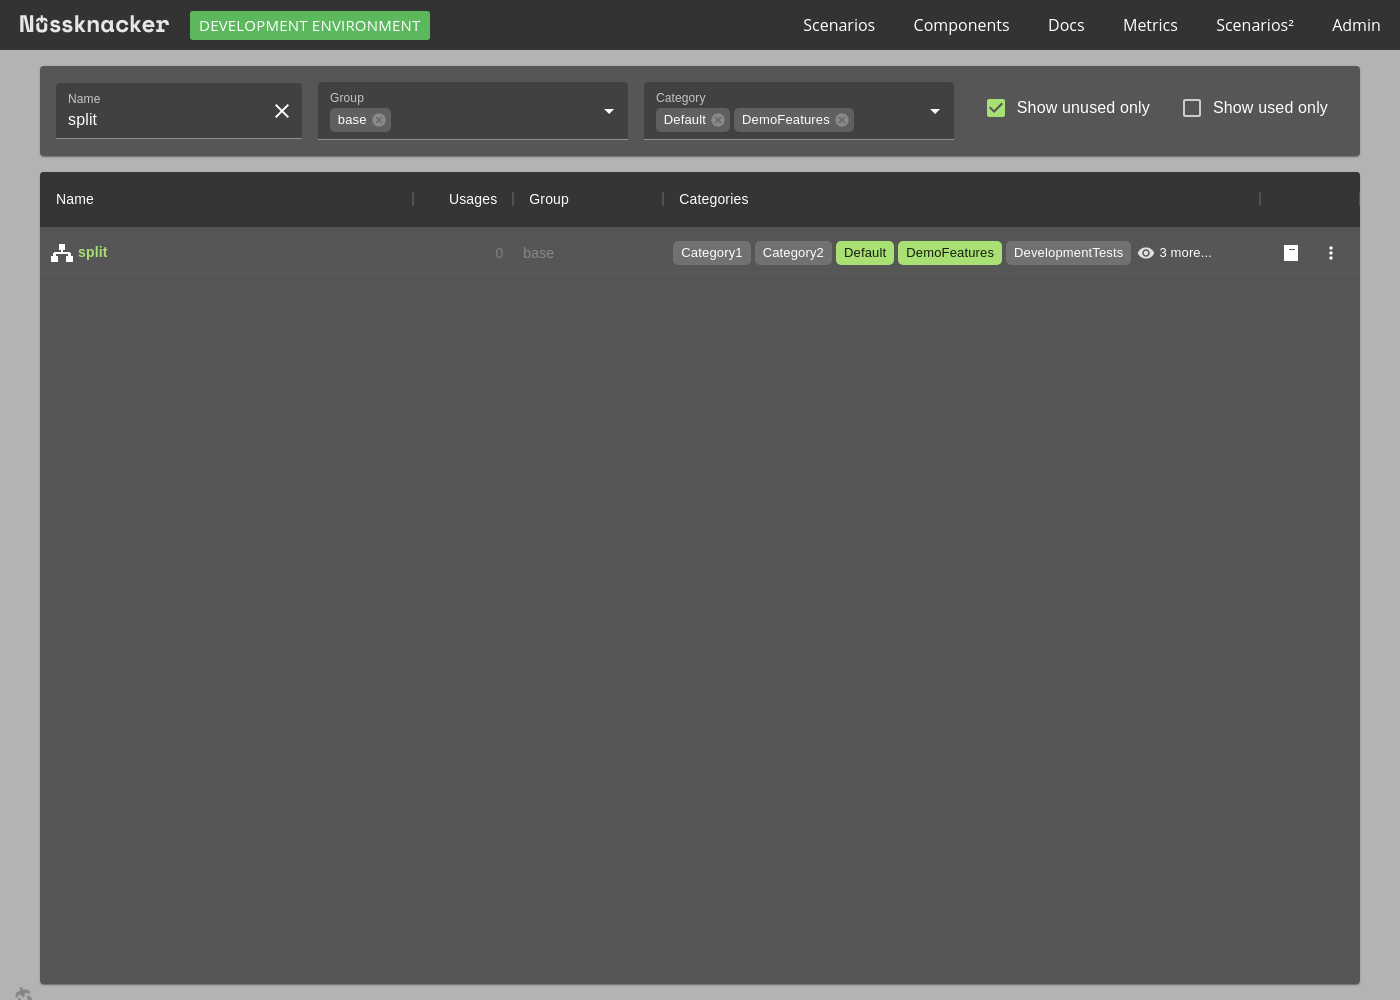 Nussknacker DEVELOPMENT ENVIRONMENT Scenarios Components Docs Metrics Scenarios² Admin
Name
split
Group
base
Category
Default DemoFeatures
Show unused only Show used only
Name Usages Group Categories
split 0 base Category1 Category2 Default DemoFeatures DevelopmentTests 3 more...